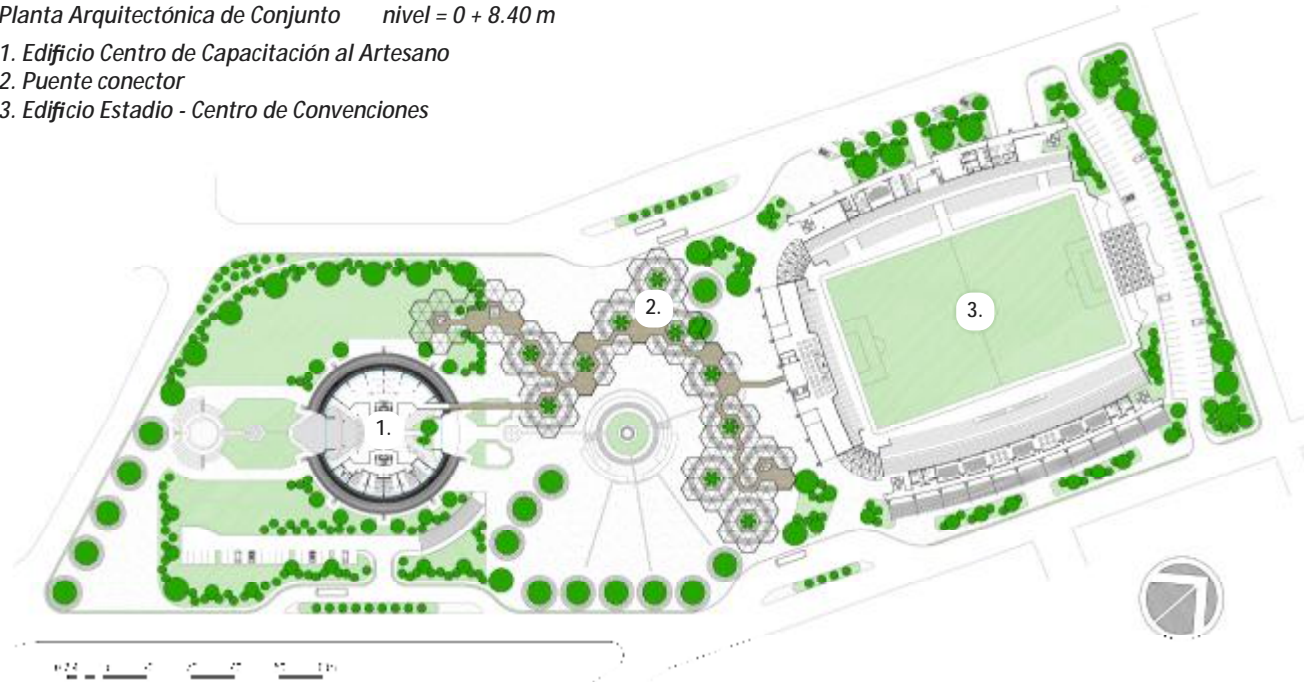 Planta Arquitectónica de Conjunto nivel = 0 + 8.40 m
1. Edificio Centro de Capacitación al Artesano
2. Puente conector
3. Edificio Estadio - Centro de Convenciones
2.
3.
1.